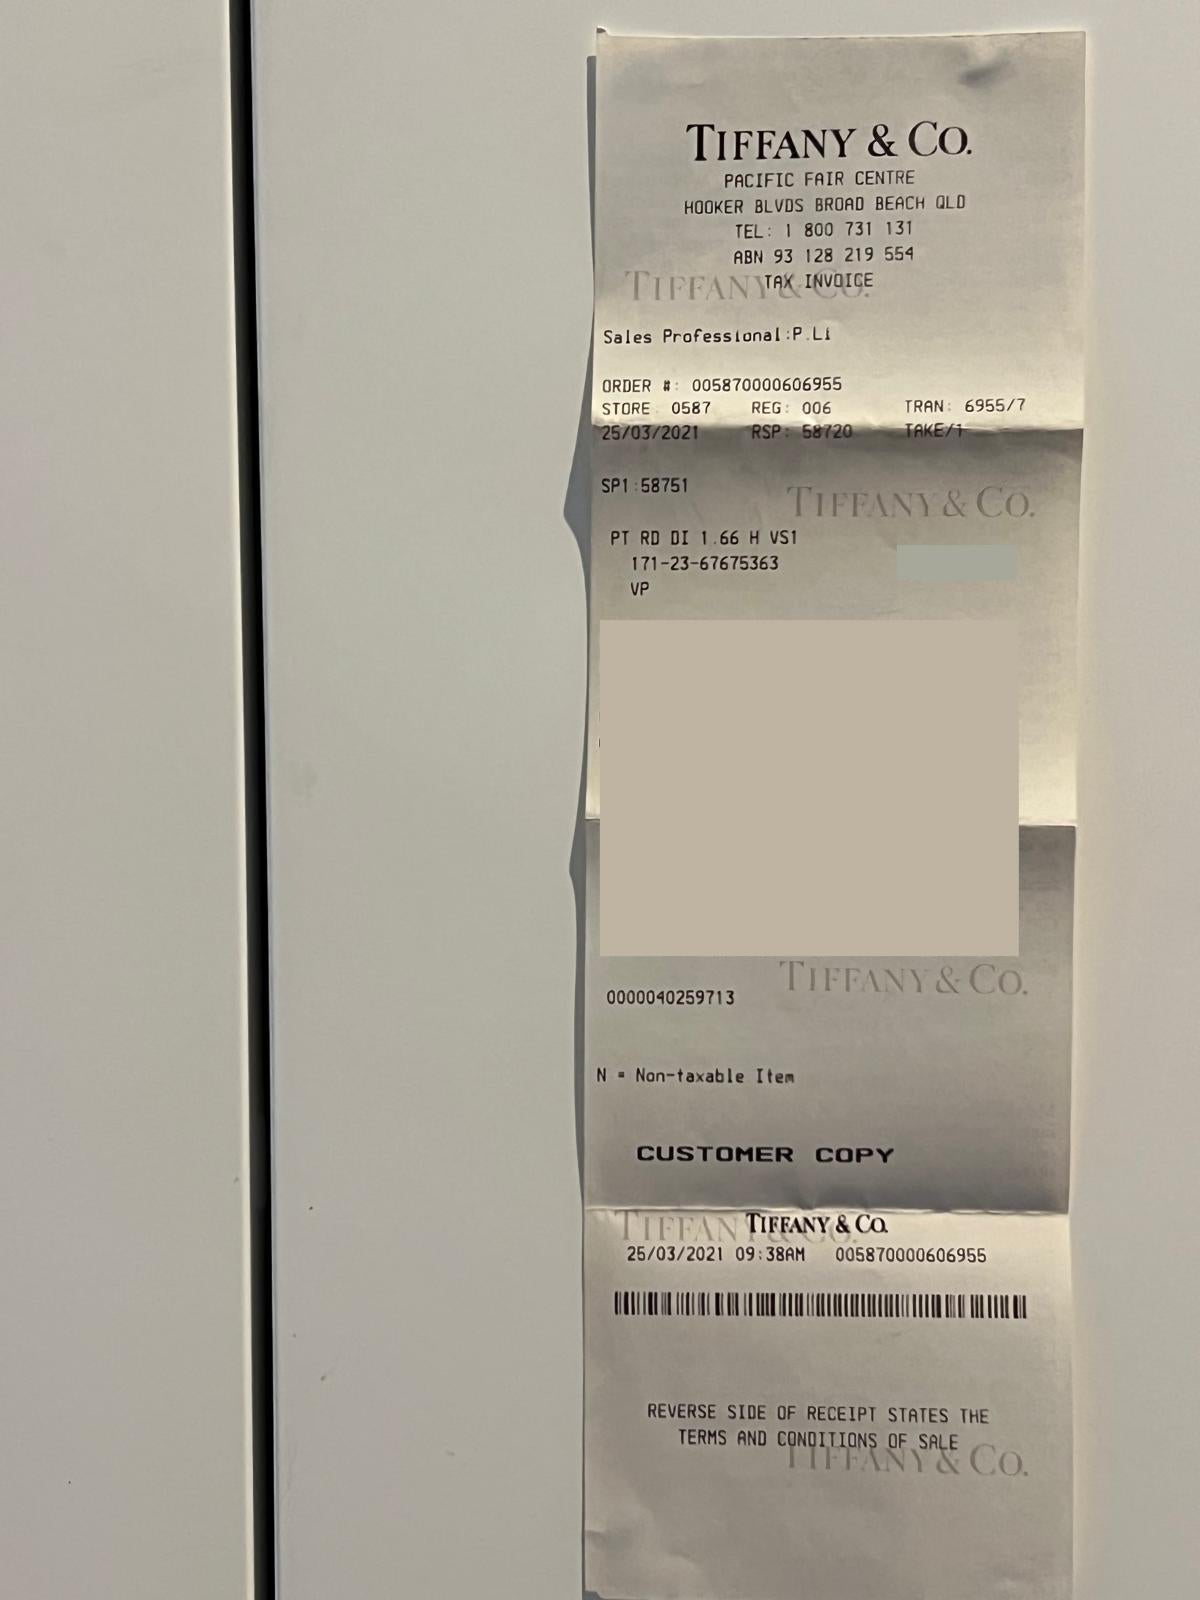 TIFFANY & CO.
PACIFIC FAIR CENTRE
HOOKER BLVDS BROAD BEACH QLD
TEL: 1 800 731 131
ABN 93 128 219 554
TAX INVOICE
TIFFANY & CO.
Sales Professional:P.Li
ORDER #: 005870000606955
STORE: 0587 REG: 006 TRAN: 6955/7
25/03/2021 RSP: 58720 TAKE/1
SP1:58751
TIFFANY & CO.
PT RD DI 1.66 H VS1
171-23-67675363
VP
TIFFANY & CO.
0000040259713
N = Non-taxable Item
CUSTOMER COPY
TIFFANY & CO.
TIFFANY & CO.
25/03/2021 09:38AM 005870000606955
REVERSE SIDE OF RECEIPT STATES THE
TERMS AND CONDITIONS OF SALE
TIFFANY & CO.